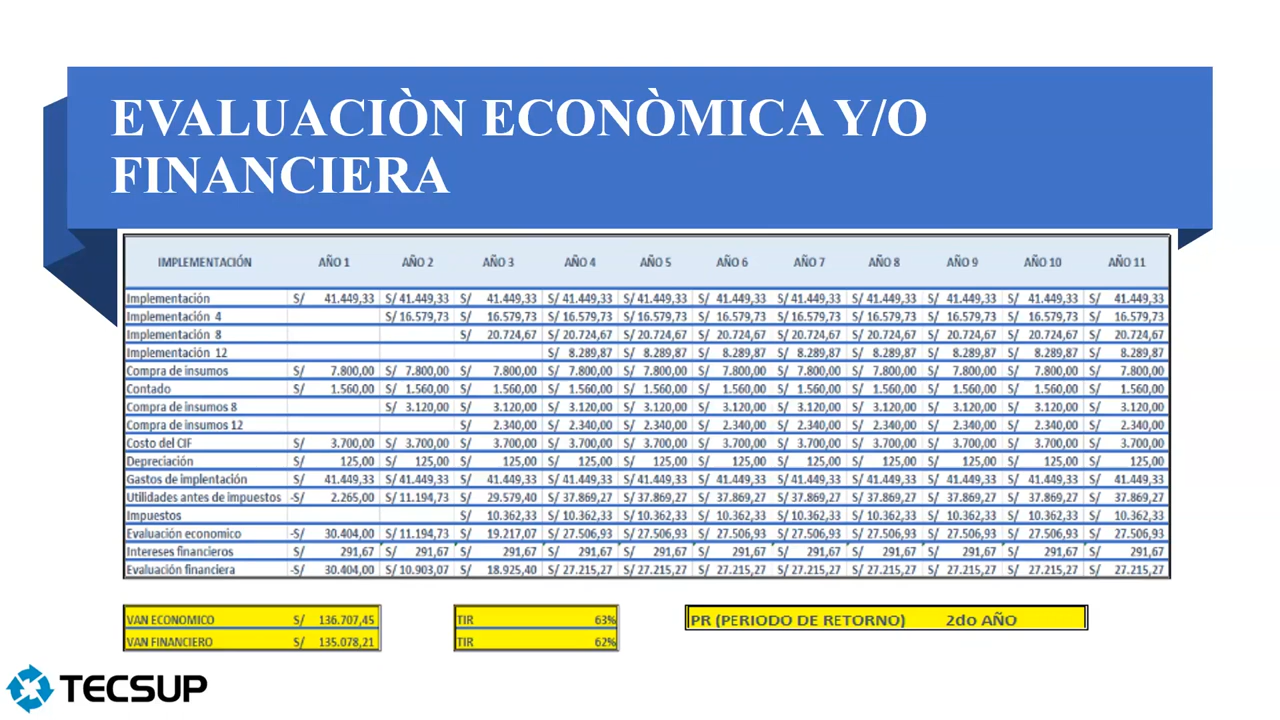 EVALUACIÒN ECONÒMICA Y/O
FINANCIERA
IMPLEMENTACIÓN AÑO 1 AÑO 2 AÑO 3 AÑO 4 AÑO 5 AÑO 6 AÑO 7 AÑO 8 AÑO 9 AÑO 10 AÑO 11
Implementación S/ 41.449,33 S/ 41.449,33 S/ 41.449,33 S/ 41.449,33 S/ 41.449,33 S/ 41.449,33 S/ 41.449,33 S/ 41.449,33 S/ 41.449,33 S/ 41.449,33 S/ 41.449,33
Implementación 4 S/ 16.579,73 S/ 16.579,73 S/ 16.579,73 S/ 16.579,73 S/ 16.579,73 S/ 16.579,73 S/ 16.579,73 S/ 16.579,73 S/ 16.579,73 S/ 16.579,73
Implementación 8 S/ 20.724,67 S/ 20.724,67 S/ 20.724,67 S/ 20.724,67 S/ 20.724,67 S/ 20.724,67 S/ 20.724,67 S/ 20.724,67 S/ 20.724,67
Implementación 12 S/ 8.289,87 S/ 8.289,87 S/ 8.289,87 S/ 8.289,87 S/ 8.289,87 S/ 8.289,87 S/ 8.289,87 S/ 8.289,87
Compra de insumos S/ 7.800,00 S/ 7.800,00 S/ 7.800,00 S/ 7.800,00 S/ 7.800,00 S/ 7.800,00 S/ 7.800,00 S/ 7.800,00 S/ 7.800,00 S/ 7.800,00 S/ 7.800,00
Contado S/ 1.560,00 S/ 1.560,00 S/ 1.560,00 S/ 1.560,00 S/ 1.560,00 S/ 1.560,00 S/ 1.560,00 S/ 1.560,00 S/ 1.560,00 S/ 1.560,00 S/ 1.560,00
Compra de insumos 8 S/ 3.120,00 S/ 3.120,00 S/ 3.120,00 S/ 3.120,00 S/ 3.120,00 S/ 3.120,00 S/ 3.120,00 S/ 3.120,00 S/ 3.120,00 S/ 3.120,00
Compra de insumos 12 S/ 2.340,00 S/ 2.340,00 S/ 2.340,00 S/ 2.340,00 S/ 2.340,00 S/ 2.340,00 S/ 2.340,00 S/ 2.340,00 S/ 2.340,00
Costo del CIF S/ 3.700,00 S/ 3.700,00 S/ 3.700,00 S/ 3.700,00 S/ 3.700,00 S/ 3.700,00 S/ 3.700,00 S/ 3.700,00 S/ 3.700,00 S/ 3.700,00 S/ 3.700,00
Depreciación S/ 125,00 S/ 125,00 S/ 125,00 S/ 125,00 S/ 125,00 S/ 125,00 S/ 125,00 S/ 125,00 S/ 125,00 S/ 125,00 S/ 125,00
Gastos de implentación S/ 41.449,33 S/ 41.449,33 S/ 41.449,33 S/ 41.449,33 S/ 41.449,33 S/ 41.449,33 S/ 41.449,33 S/ 41.449,33 S/ 41.449,33 S/ 41.449,33 S/ 41.449,33
Utilidades antes de impuestos -S/ 2.265,00 S/ 11.194,73 S/ 29.579,40 S/ 37.869,27 S/ 37.869,27 S/ 37.869,27 S/ 37.869,27 S/ 37.869,27 S/ 37.869,27 S/ 37.869,27 S/ 37.869,27
Impuestos S/ 10.362,33 S/ 10.362,33 S/ 10.362,33 S/ 10.362,33 S/ 10.362,33 S/ 10.362,33 S/ 10.362,33 S/ 10.362,33 S/ 10.362,33
Evaluación economico -S/ 30.404,00 S/ 11.194,73 S/ 19.217,07 S/ 27.506,93 S/ 27.506,93 S/ 27.506,93 S/ 27.506,93 S/ 27.506,93 S/ 27.506,93 S/ 27.506,93 S/ 27.506,93
Intereses financieros S/ 291,67 S/ 291,67 S/ 291,67 S/ 291,67 S/ 291,67 S/ 291,67 S/ 291,67 S/ 291,67 S/ 291,67 S/ 291,67 S/ 291,67
Evaluación financiera -S/ 30.404,00 S/ 10.903,07 S/ 18.925,40 S/ 27.215,27 S/ 27.215,27 S/ 27.215,27 S/ 27.215,27 S/ 27.215,27 S/ 27.215,27 S/ 27.215,27 S/ 27.215,27
VAN ECONOMICO S/ 136.707,45 TIR 63% PR (PERIODO DE RETORNO) 2do AÑO
VAN FINANCIERO S/ 135.078,21 TIR 62%
TECSUP